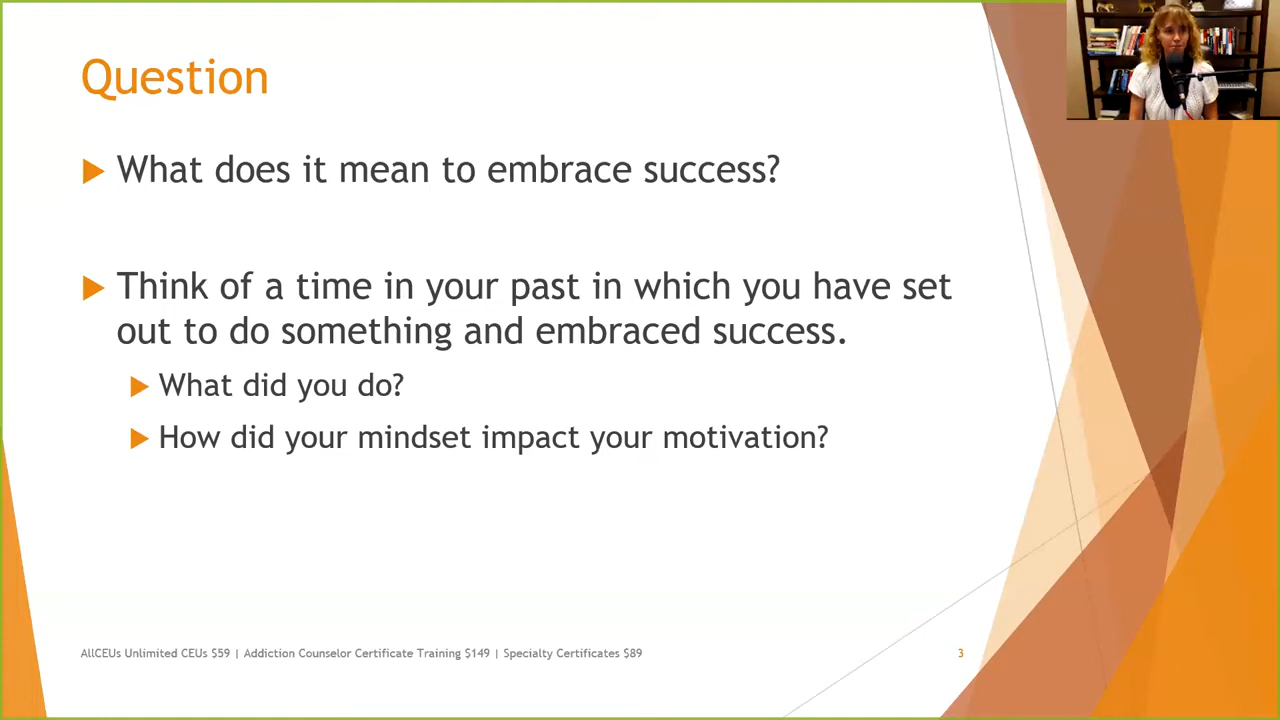 Question
What does it mean to embrace success?
Think of a time in your past in which you have set
out to do something and embraced success.
What did you do?
How did your mindset impact your motivation?
AllCEUs Unlimited CEUs $59 | Addiction Counselor Certificate Training $149 | Specialty Certificates $89
3